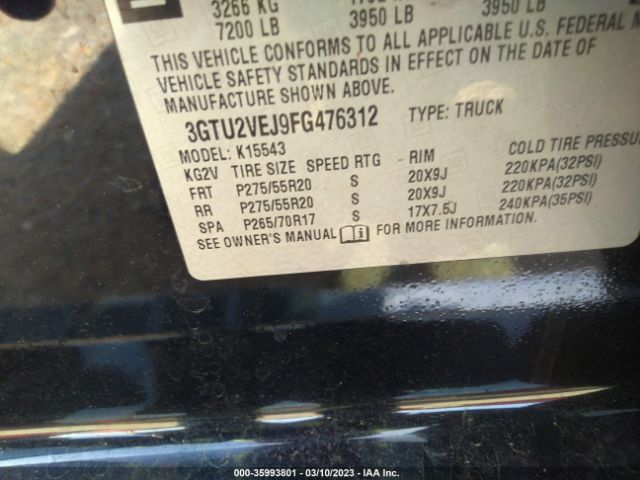 3266 KG
7200 LB 3950 LB 3950 LB
THIS VEHICLE CONFORMS TO ALL APPLICABLE U.S. FEDERAL
VEHICLE SAFETY STANDARDS IN EFFECT ON THE DATE OF
MANUFACTURE SHOWN ABOVE.
3GTU2VEJ9FG476312 TYPE: TRUCK
MODEL: K15543
KG2V TIRE SIZE SPEED RTG RIM COLD TIRE PRESSU
FRT P275/55R20 S 20X9J 220KPA(32PSI)
RR P275/55R20 S 20X9J 220KPA(32PSI)
SPA P265/70R17 S 17X7.5J 240KPA(35PSI)
SEE OWNER'S MANUAL i FOR MORE INFORMATION.
000-35993801 — 03/10/2023 — IAA Inc.